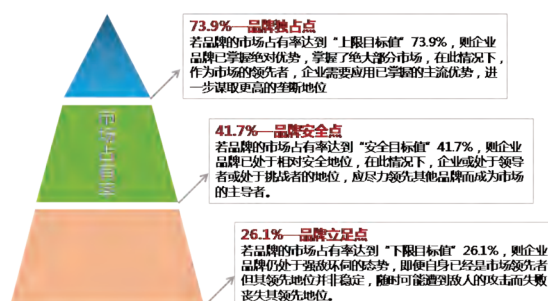 73.9%—品牌独占点
若品牌的市场占有率达到“上限目标值”73.9%，则企业
品牌已掌握绝对优势，掌握了绝大部分市场，在此情况下，
作为市场的领先者，企业需要应用已掌握的主流优势，进
一步谋取更高的垄断地位
41.7%—品牌安全点
若品牌的市场占有率达到“安全目标值”41.7%，则企业
品牌已处于相对安全地位，在此情况下，企业或处于领导
者或处于挑战者的地位，应尽力领先其他品牌而成为市场
的主导者。
26.1%—品牌立足点
若品牌的市场占有率达到“下限目标值”26.1%，则企业
品牌仍处于强敌环伺的态势，即便自身已经是市场领先者
但其领先地位并非稳定，随时可能遭到敌人的攻击而失败
丧失其领先地位。